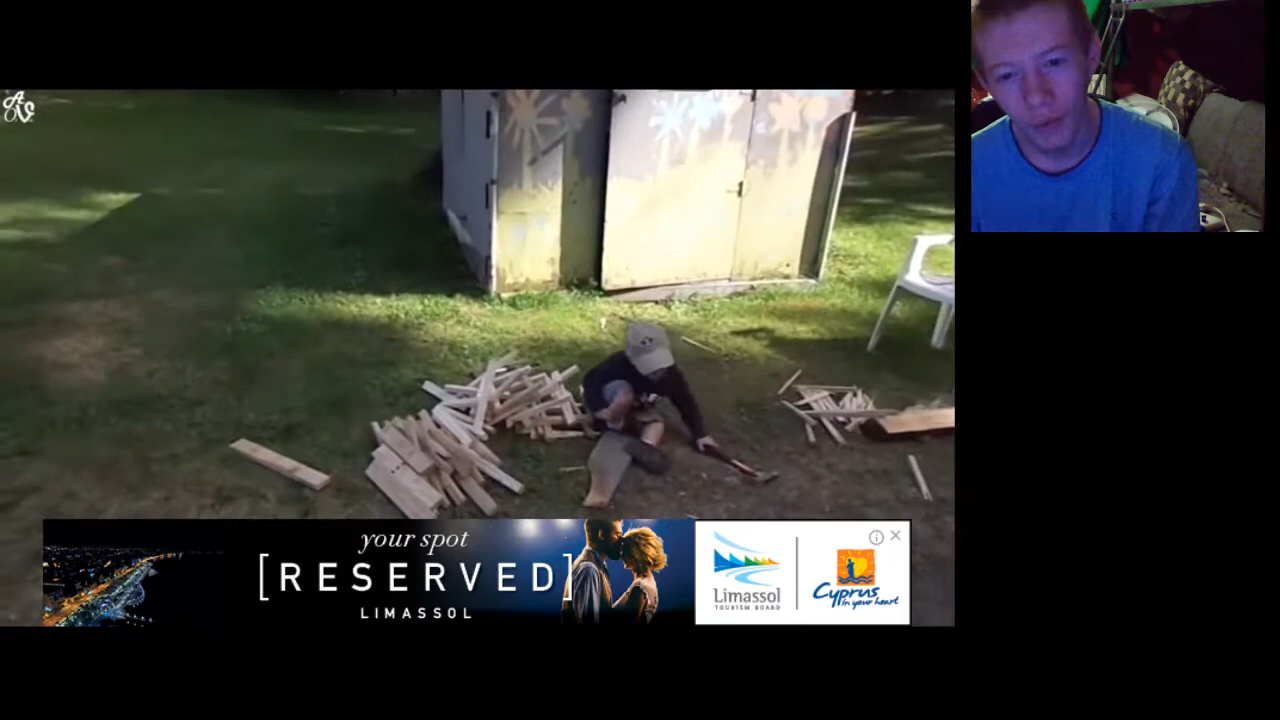 your spot
[RESERVED]
LIMASSOL
Limassol
TOURISM BOARD
Cyprus
in your heart